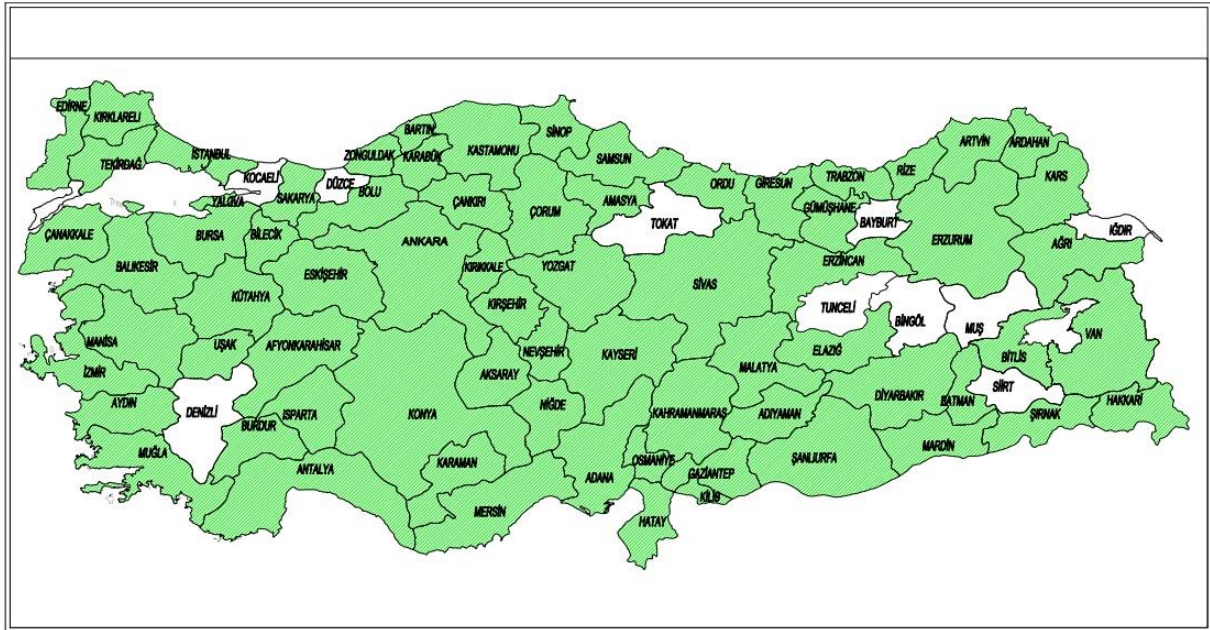 EDİRNE
KIRKLARELİ
TEKİRDAĞ
İSTANBUL
KOCAELİ
YALOVA
SAKARYA
DÜZCE
BOLU
ZONGULDAK
BARTIN
KARABÜK
KASTAMONU
SİNOP
SAMSUN
ÇANKIRI
ÇORUM
AMASYA
TOKAT
ORDU
GİRESUN
TRABZON
GÜMÜŞHANE
RİZE
BAYBURT
ARTVİN
ARDAHAN
KARS
IĞDIR
AĞRI
ERZURUM
ERZİNCAN
ÇANAKKALE
BALIKESİR
BURSA
BİLECİK
ESKİŞEHİR
KÜTAHYA
ANKARA
KIRIKKALE
KIRŞEHİR
YOZGAT
SİVAS
TUNCELİ
BİNGÖL
MUŞ
VAN
BİTLİS
MANİSA
İZMİR
UŞAK
AFYONKARAHİSAR
NEVŞEHİR
KAYSERİ
AKSARAY
NİĞDE
MALATYA
ELAZIĞ
DİYARBAKIR
BATMAN
SİİRT
ŞIRNAK
HAKKARİ
AYDIN
DENİZLİ
BURDUR
ISPARTA
KONYA
KAHRAMANMARAŞ
ADIYAMAN
MUĞLA
ANTALYA
KARAMAN
MERSİN
ADANA
OSMANİYE
GAZİANTEP
KİLİS
HATAY
ŞANLIURFA
MARDİN